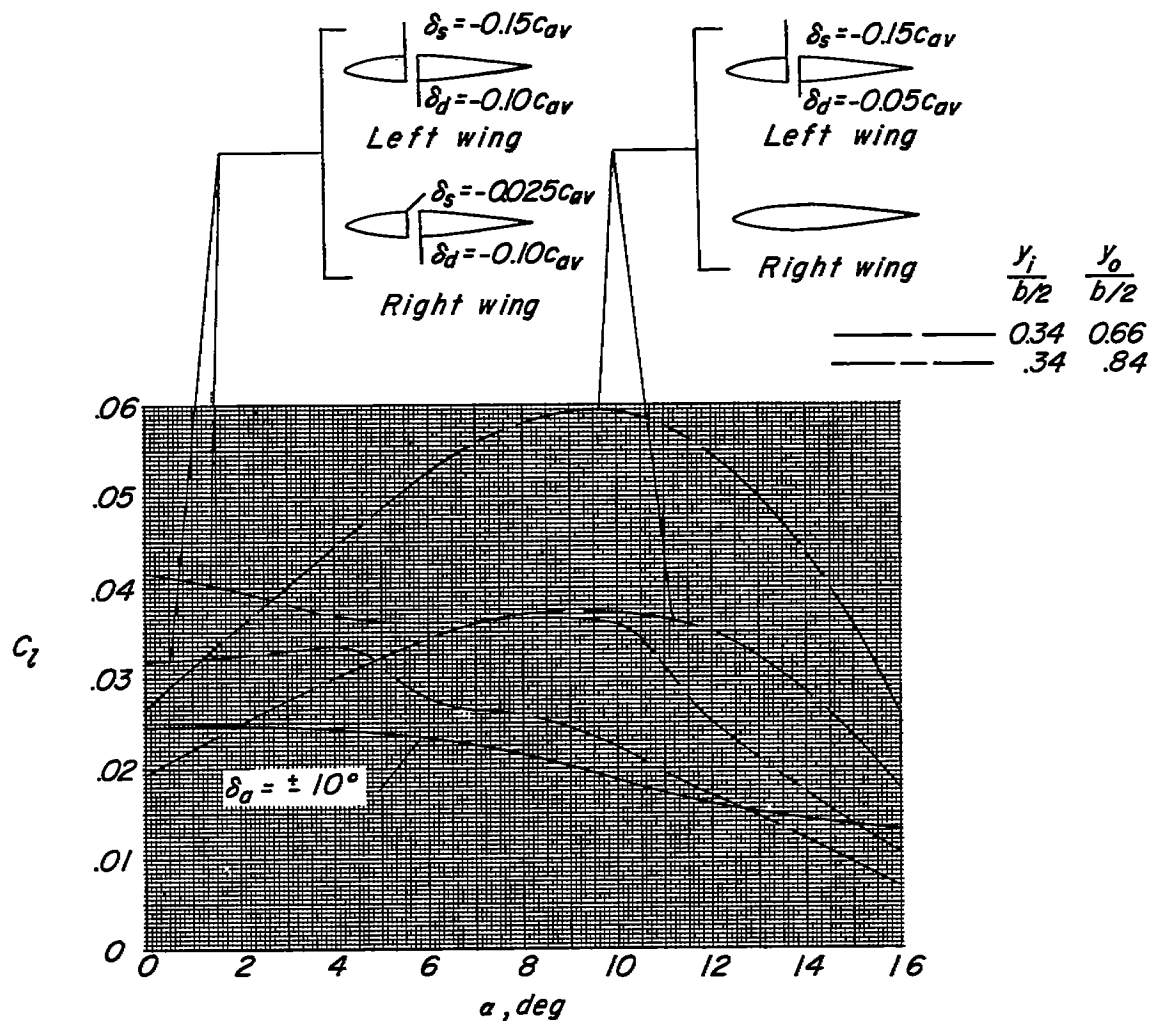 δs=-0.15cav
δd=-0.10cav
Left wing
δs=-0.025cav
δd=-0.10cav
Right wing
δs=-0.15cav
δd=-0.05cav
Left wing
Right wing
yi/b/2 yo/b/2
0.34 0.66
.34 .84
.06
.05
.04
.03
.02
.01
0
Cl
δa = ± 10°
0 2 4 6 8 10 12 14 16
α, deg